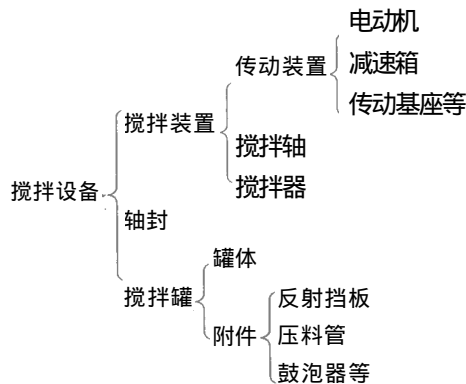 电动机
减速箱
传动基座等
传动装置
搅拌装置
搅拌轴
搅拌器
搅拌设备
轴封
搅拌罐
罐体
附件
反射挡板
压料管
鼓泡器等